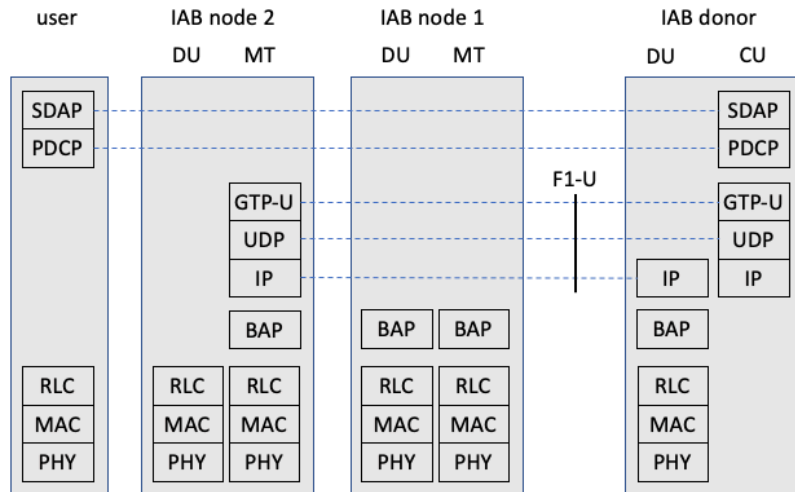 user IAB node 2 IAB node 1 IAB donor
DU MT DU MT DU CU
SDAP SDAP
PDCP PDCP
F1-U
GTP-U GTP-U
UDP UDP
IP IP IP
BAP BAP BAP BAP
RLC RLC RLC RLC RLC RLC
MAC MAC MAC MAC MAC MAC
PHY PHY PHY PHY PHY PHY